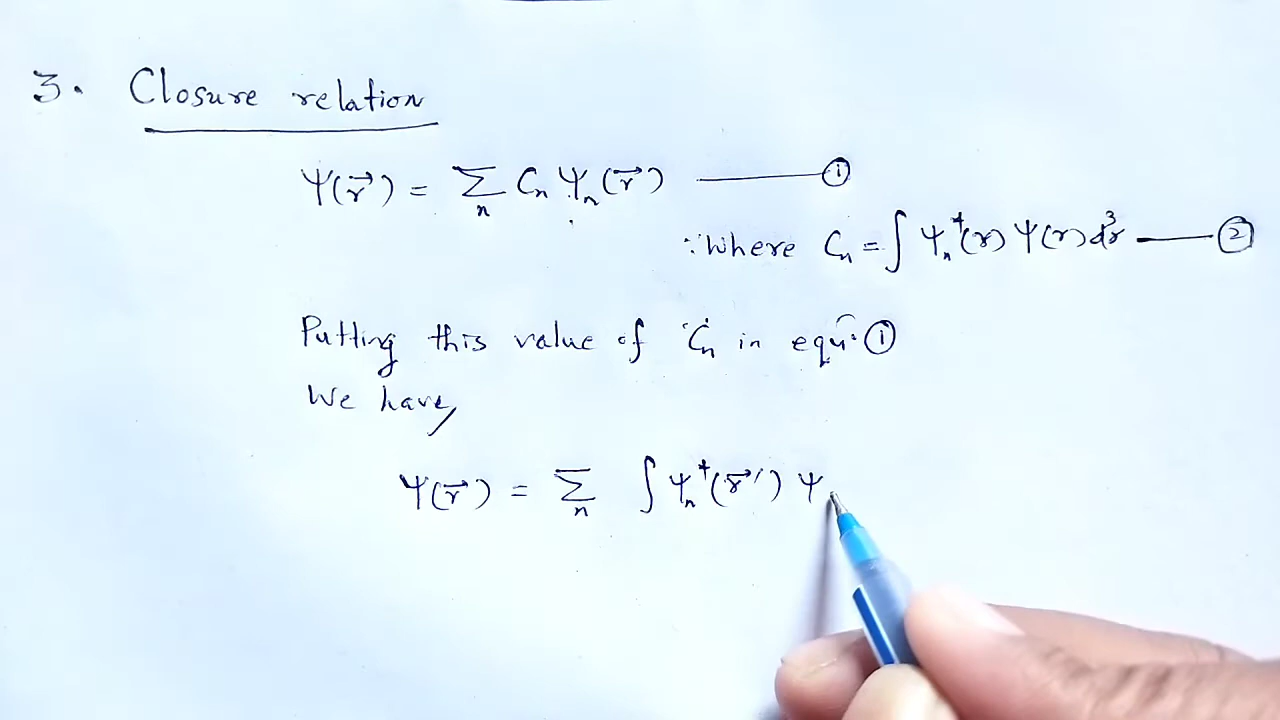 3. Closure relation
Ψ(r⃗) = Σₙ Cₙ Ψₙ(r⃗) —— ①
∵ Where Cₙ = ∫ Ψₙ⁺(r) Ψ(r) d³r —— ②
Putting this value of Cₙ in equⁿ: ①
We have,
Ψ(r⃗) = Σₙ ∫ Ψₙ⁺(r⃗′) Ψ